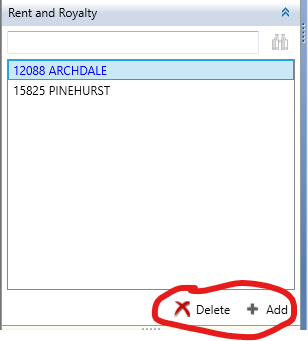 Rent and Royalty
12088 ARCHDALE
15825 PINEHURST
Delete Add